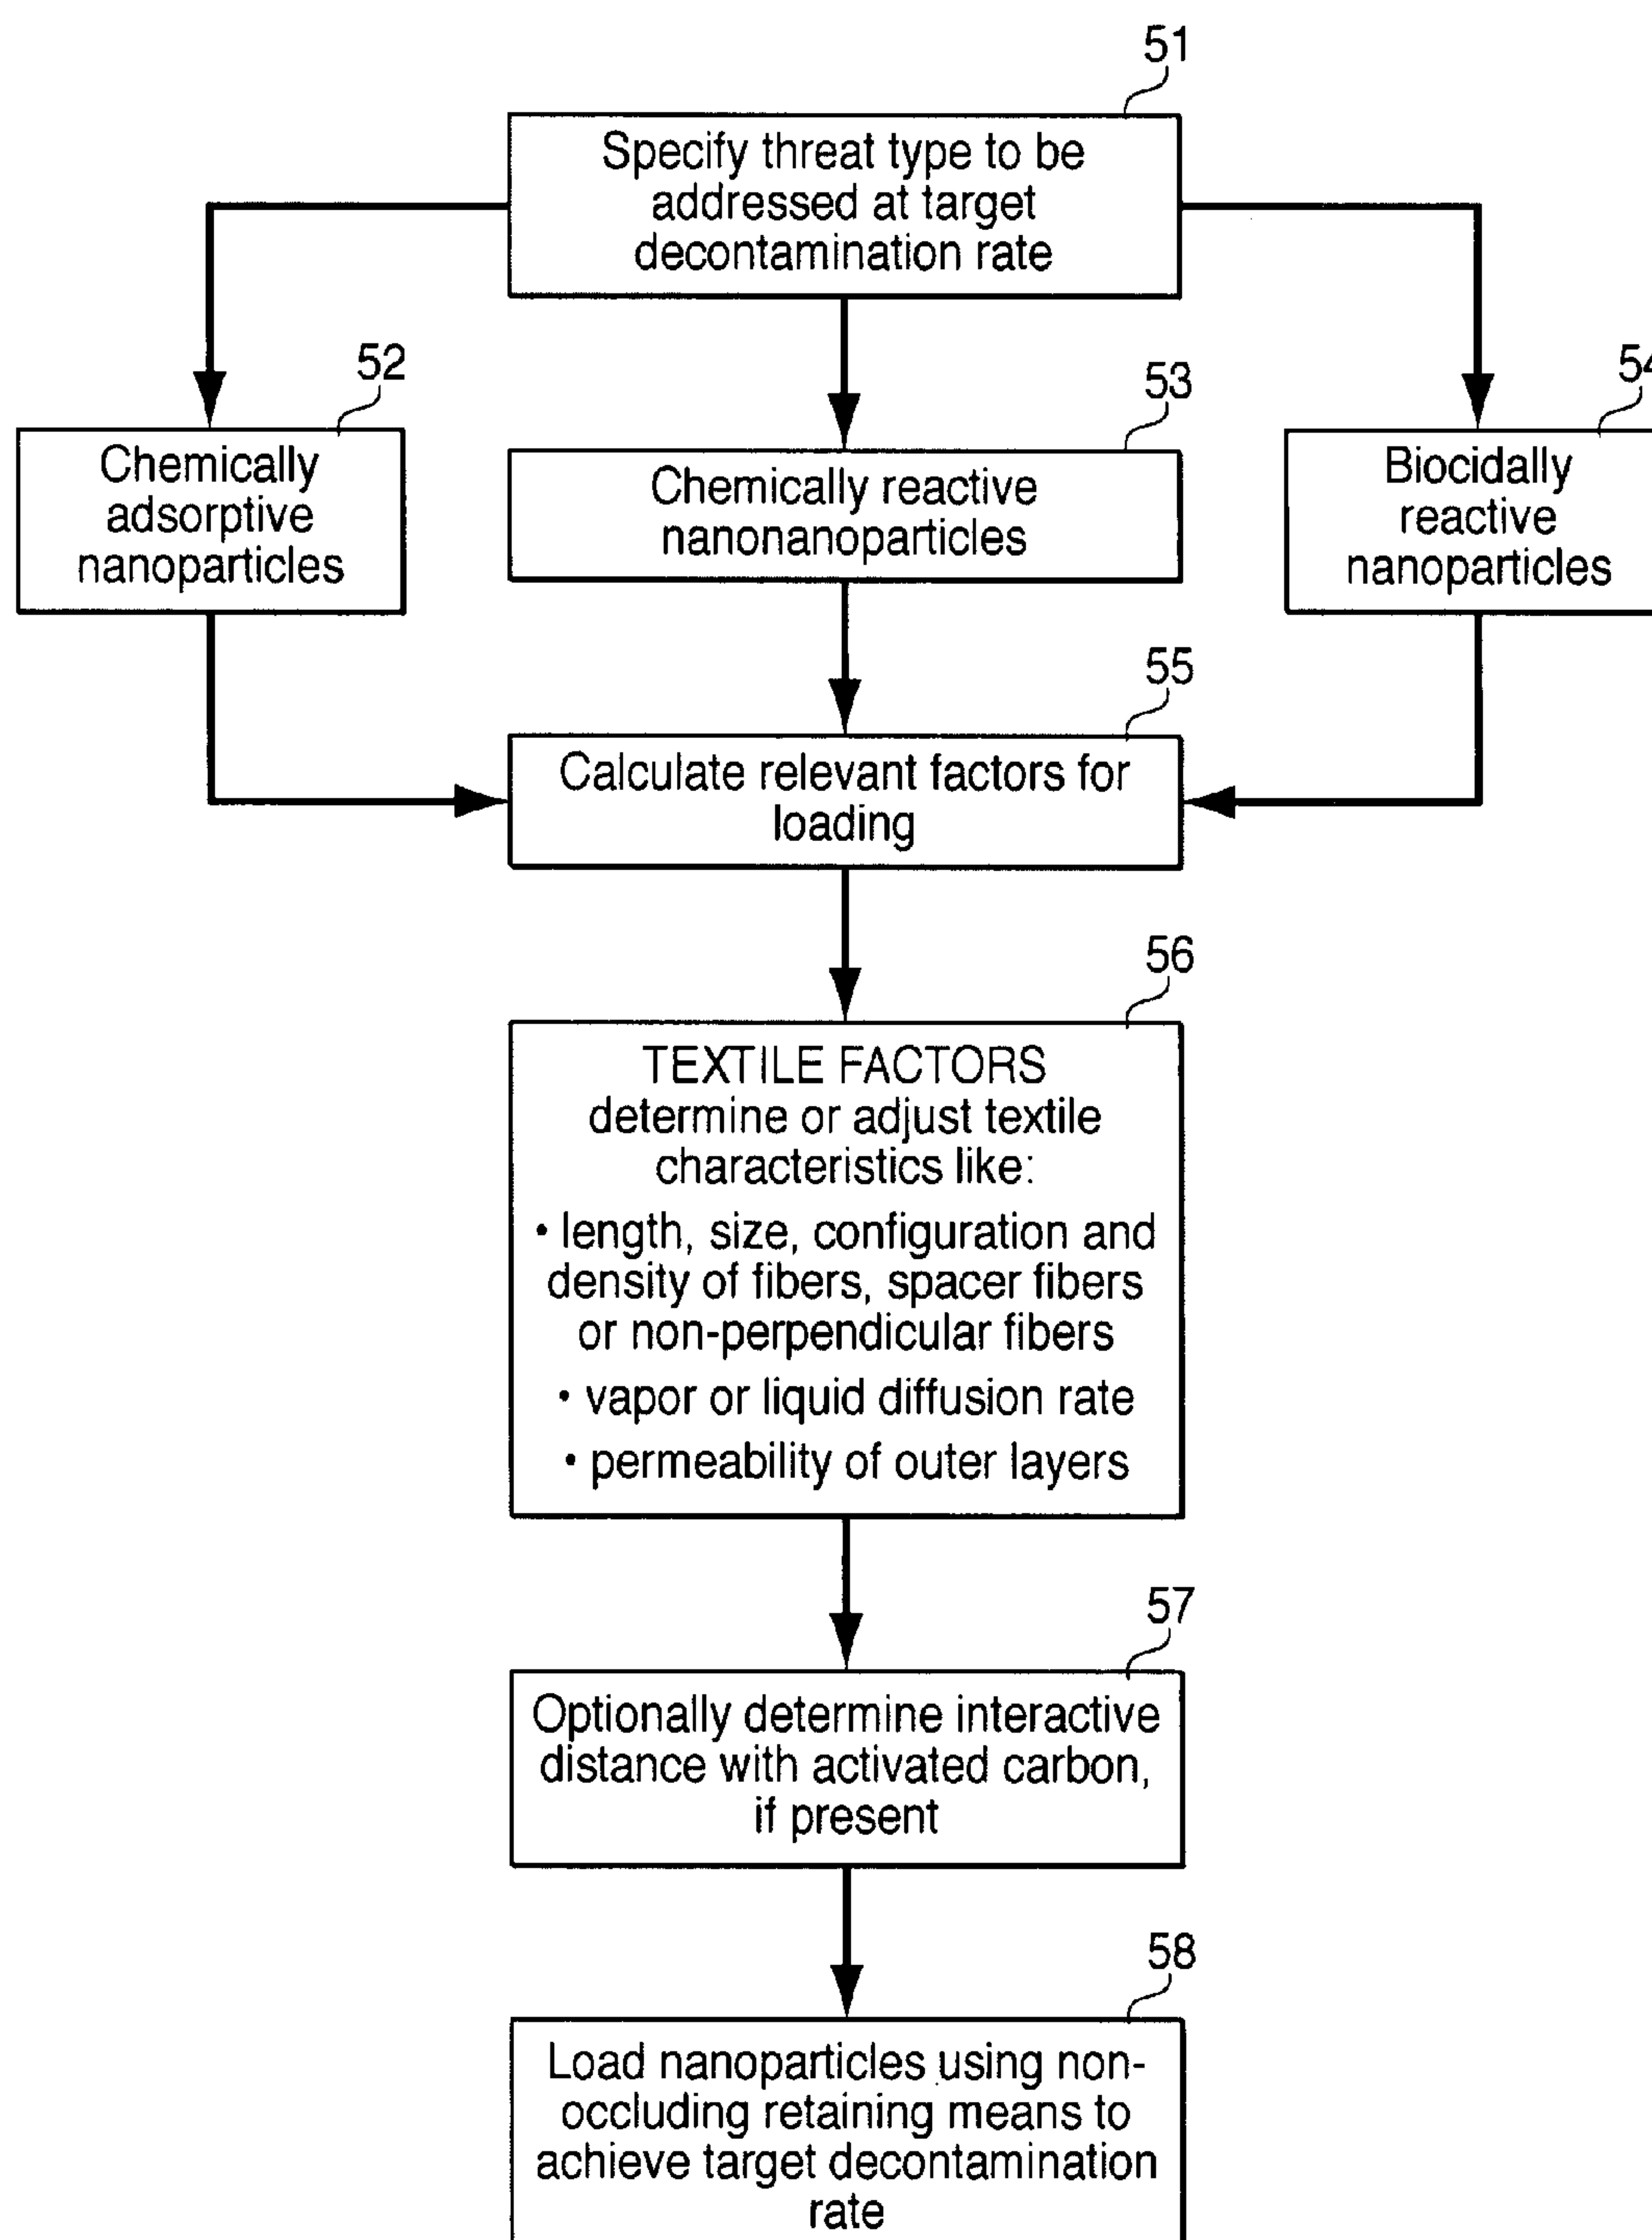 51
Specify threat type to be
addressed at target
decontamination rate
52
Chemically
adsorptive
nanoparticles
53
Chemically reactive
nanonanoparticles
54
Biocidally
reactive
nanoparticles
55
Calculate relevant factors for
loading
56
TEXTILE FACTORS
determine or adjust textile
characteristics like:
• length, size, configuration and
density of fibers, spacer fibers
or non-perpendicular fibers
• vapor or liquid diffusion rate
• permeability of outer layers
57
Optionally determine interactive
distance with activated carbon,
if present
58
Load nanoparticles using non-
occluding retaining means to
achieve target decontamination
rate